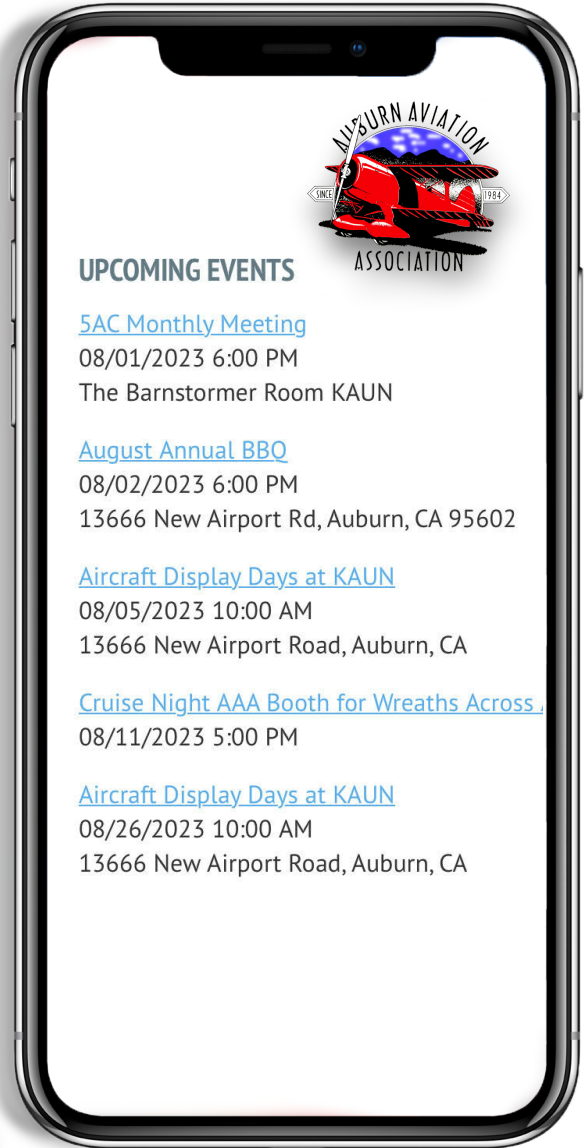 AUBURN AVIATION
SINCE
1984
ASSOCIATION
UPCOMING EVENTS
5AC Monthly Meeting
08/01/2023 6:00 PM
The Barnstormer Room KAUN
August Annual BBQ
08/02/2023 6:00 PM
13666 New Airport Rd, Auburn, CA 95602
Aircraft Display Days at KAUN
08/05/2023 10:00 AM
13666 New Airport Road, Auburn, CA
Cruise Night AAA Booth for Wreaths Across
08/11/2023 5:00 PM
Aircraft Display Days at KAUN
08/26/2023 10:00 AM
13666 New Airport Road, Auburn, CA